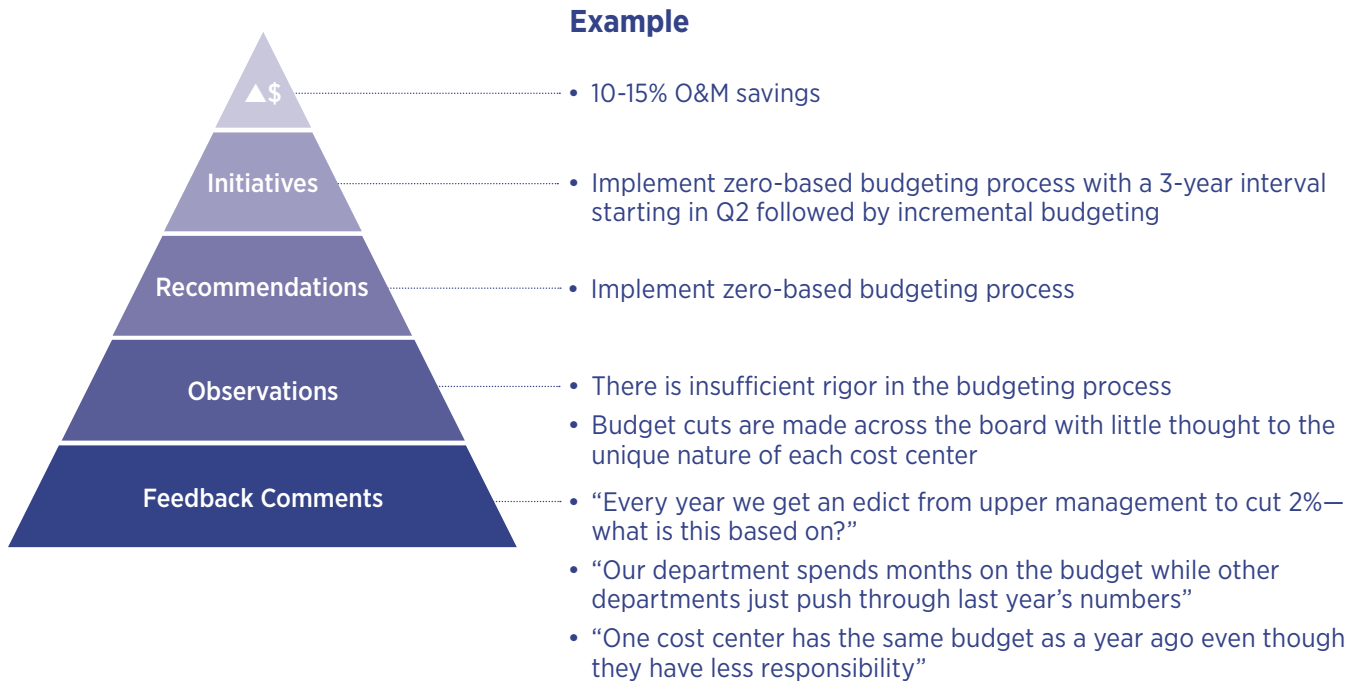 Example
▲$
• 10-15% O&M savings
Initiatives
• Implement zero-based budgeting process with a 3-year interval
starting in Q2 followed by incremental budgeting
Recommendations
• Implement zero-based budgeting process
Observations
• There is insufficient rigor in the budgeting process
• Budget cuts are made across the board with little thought to the
unique nature of each cost center
Feedback Comments
• “Every year we get an edict from upper management to cut 2%—
what is this based on?”
• “Our department spends months on the budget while other
departments just push through last year’s numbers”
• “One cost center has the same budget as a year ago even though
they have less responsibility”